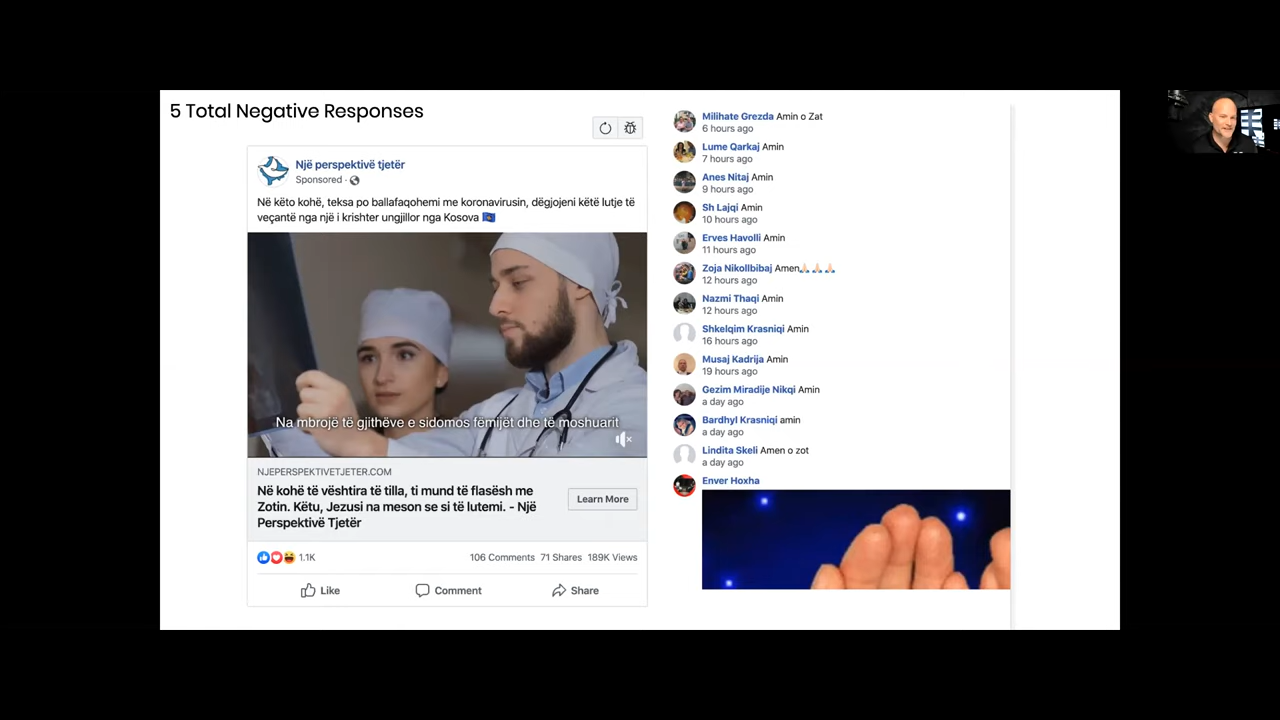 5 Total Negative Responses
Një perspektivë tjetër
Sponsored ·
Në këto kohë, teksa po ballafaqohemi me koronavirusin, dëgjojeni këtë lutje të
veçantë nga një i krishter ungjillor nga Kosova
Na mbrojë të gjithëve e sidomos fëmijët dhe të moshuarit
NJEPERSPEKTIVETJETER.COM
Në kohë të vështira të tilla, ti mund të flasësh me
Zotin. Këtu, Jezusi na meson se si të lutemi. - Një
Perspektivë Tjetër
Learn More
1.1K
106 Comments 71 Shares 189K Views
Like Comment Share
Milihate Grezda Amin o Zat
6 hours ago
Lume Qarkaj Amin
7 hours ago
Anes Nitaj Amin
9 hours ago
Sh Lajqi Amin
10 hours ago
Erves Havolli Amin
11 hours ago
Zoja Nikollbibaj Amen🙏🏻🙏🏻🙏🏻
12 hours ago
Nazmi Thaqi Amin
12 hours ago
Shkelqim Krasniqi Amin
16 hours ago
Musaj Kadrija Amin
19 hours ago
Gezim Miradije Nikqi Amin
a day ago
Bardhyl Krasniqi amin
a day ago
Lindita Skeli Amen o zot
a day ago
Enver Hoxha